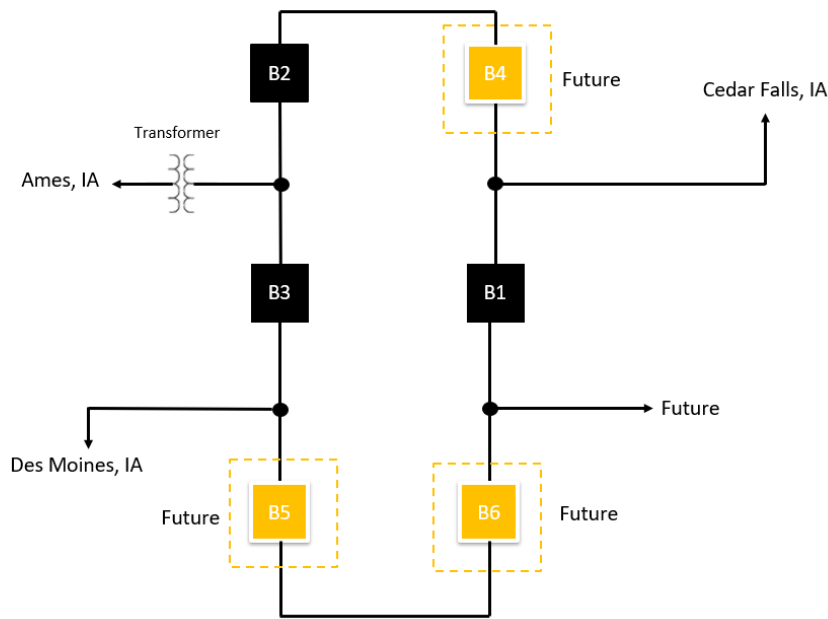 B2
B4
Future
Cedar Falls, IA
Transformer
Ames, IA
B3
B1
Future
Des Moines, IA
Future
B5
B6
Future